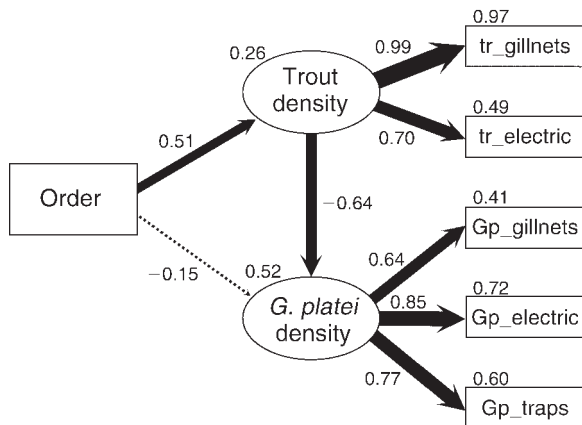 0.97
0.99
tr_gillnets
0.26
Trout
density
0.49
0.70
tr_electric
0.51
Order
−0.64
0.41
Gp_gillnets
−0.15
0.52
0.64
G. platei
density
0.72
0.85
Gp_electric
0.77
0.60
Gp_traps